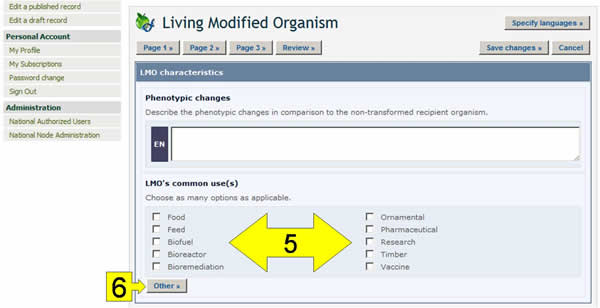 Edit a published record
Edit a draft record
Personal Account
My Profile
My Subscriptions
Password change
Sign Out
Administration
National Authorized Users
National Node Administration
Living Modified Organism
Specify languages »
Page 1 »
Page 2 »
Page 3 »
Review »
Save changes »
Cancel
LMO characteristics
Phenotypic changes
Describe the phenotypic changes in comparison to the non-transformed recipient organism.
EN
LMO's common use(s)
Choose as many options as applicable.
Food
Feed
Biofuel
Bioreactor
Bioremediation
5
Ornamental
Pharmaceutical
Research
Timber
Vaccine
6
Other »